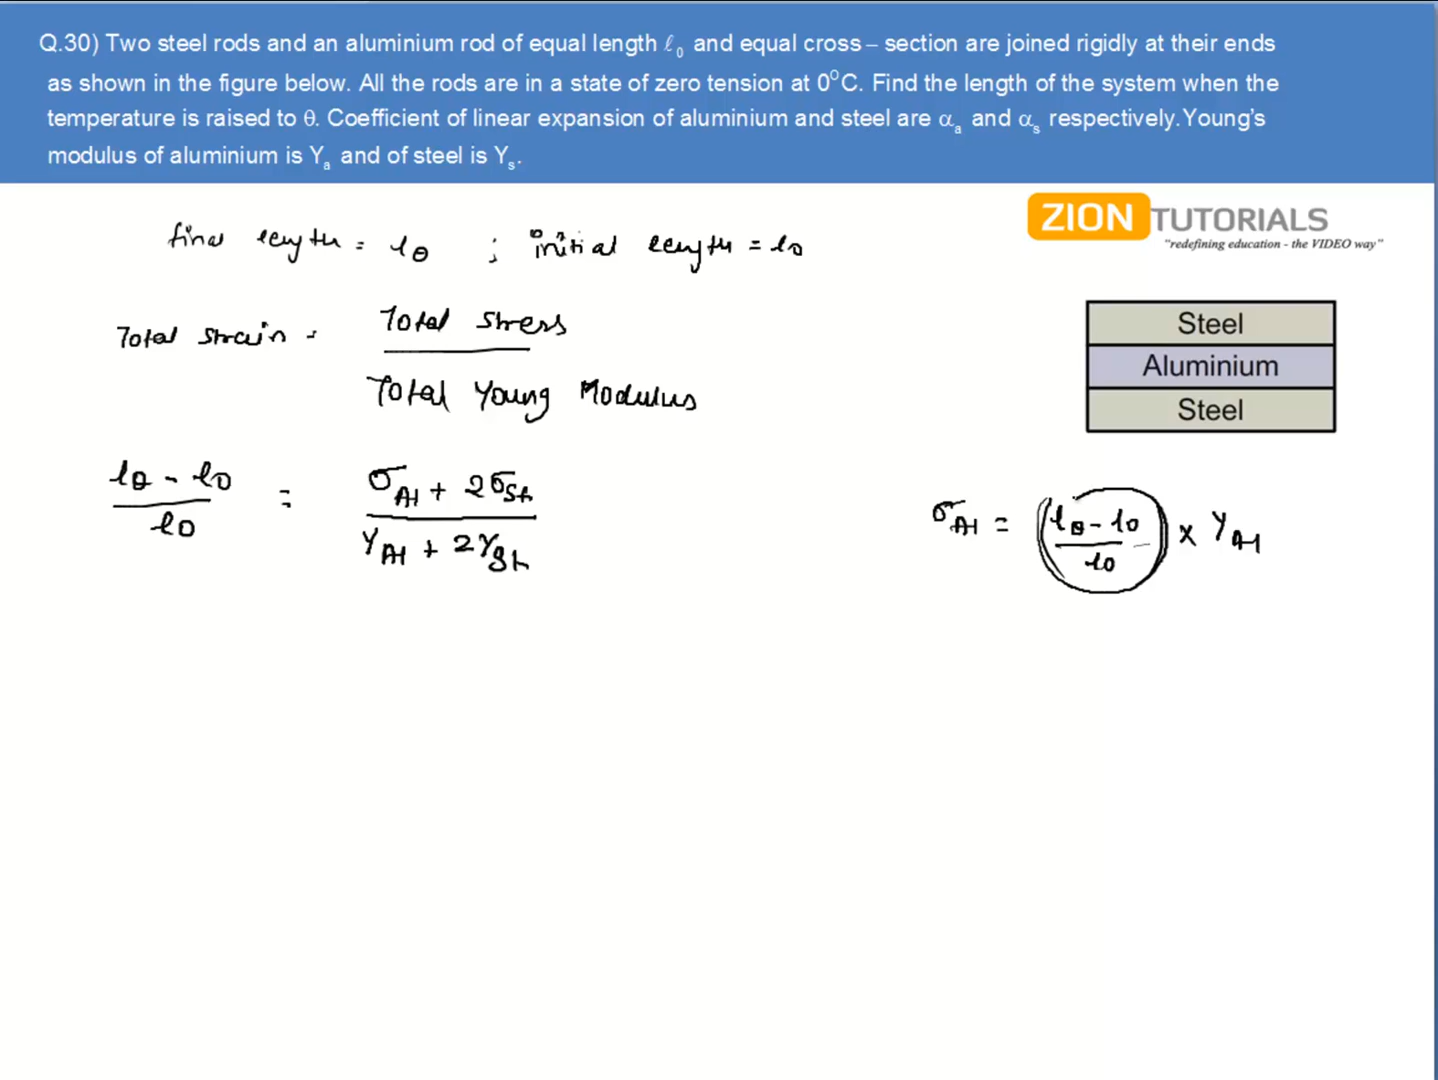 Q.30) Two steel rods and an aluminium rod of equal length ℓ₀ and equal cross – section are joined rigidly at their ends
as shown in the figure below. All the rods are in a state of zero tension at 0°C. Find the length of the system when the
temperature is raised to θ. Coefficient of linear expansion of aluminium and steel are αₐ and αₛ respectively.Young's
modulus of aluminium is Yₐ and of steel is Yₛ.
ZION TUTORIALS
"redefining education - the VIDEO way"
final length = lθ ; initial length = l0
Total strain = Total stress / Total Young Modulus
Steel
Aluminium
Steel
(lθ - l0) / l0 = (σAl + 2σSt) / (YAl + 2YSt)
σAl = ((lθ - l0) / l0) × YAl